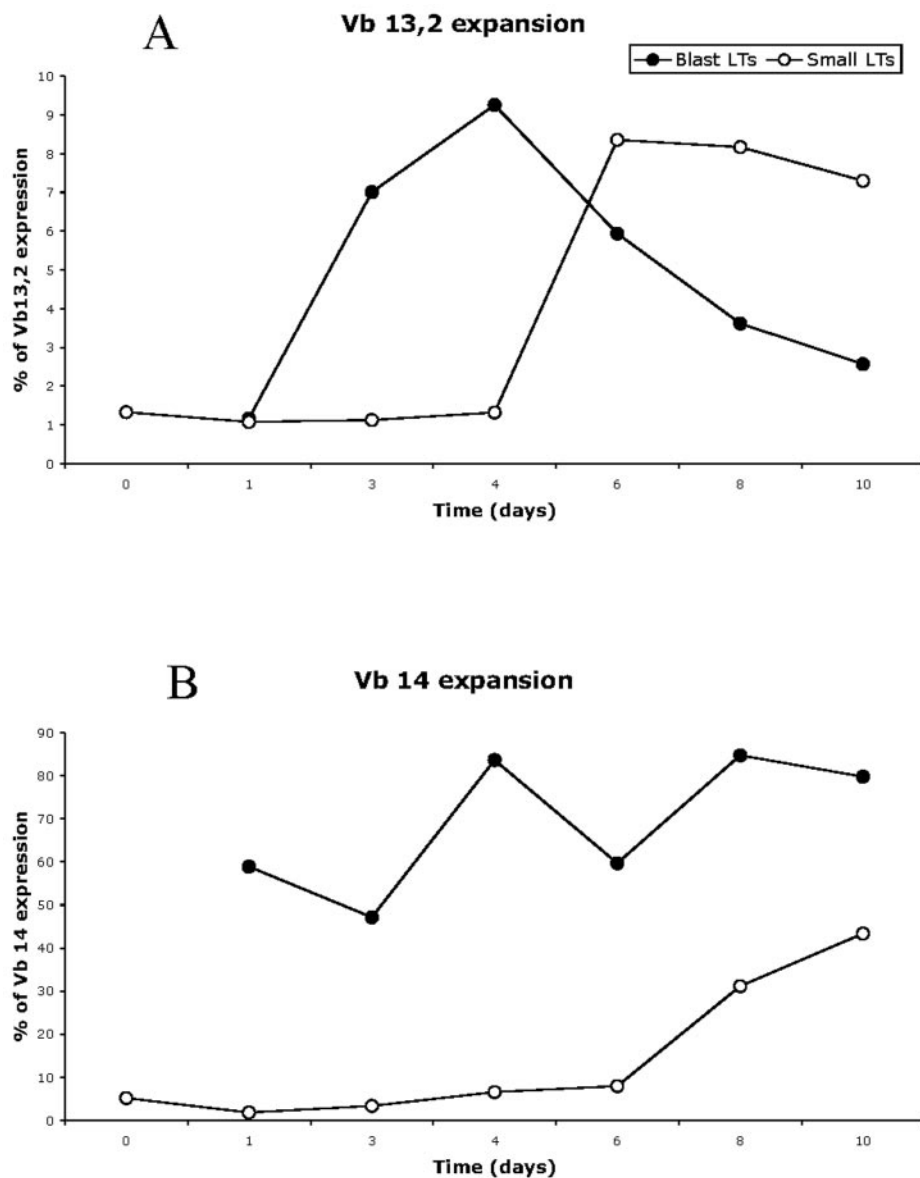 A
Vb 13,2 expansion
Blast LTs Small LTs
10
9
8
7
6
5
4
3
2
1
0
% of Vb13,2 expression
0 1 3 4 6 8 10
Time (days)
B
Vb 14 expansion
90
80
70
60
50
40
30
20
10
0
% of Vb 14 expression
0 1 3 4 6 8 10
Time (days)